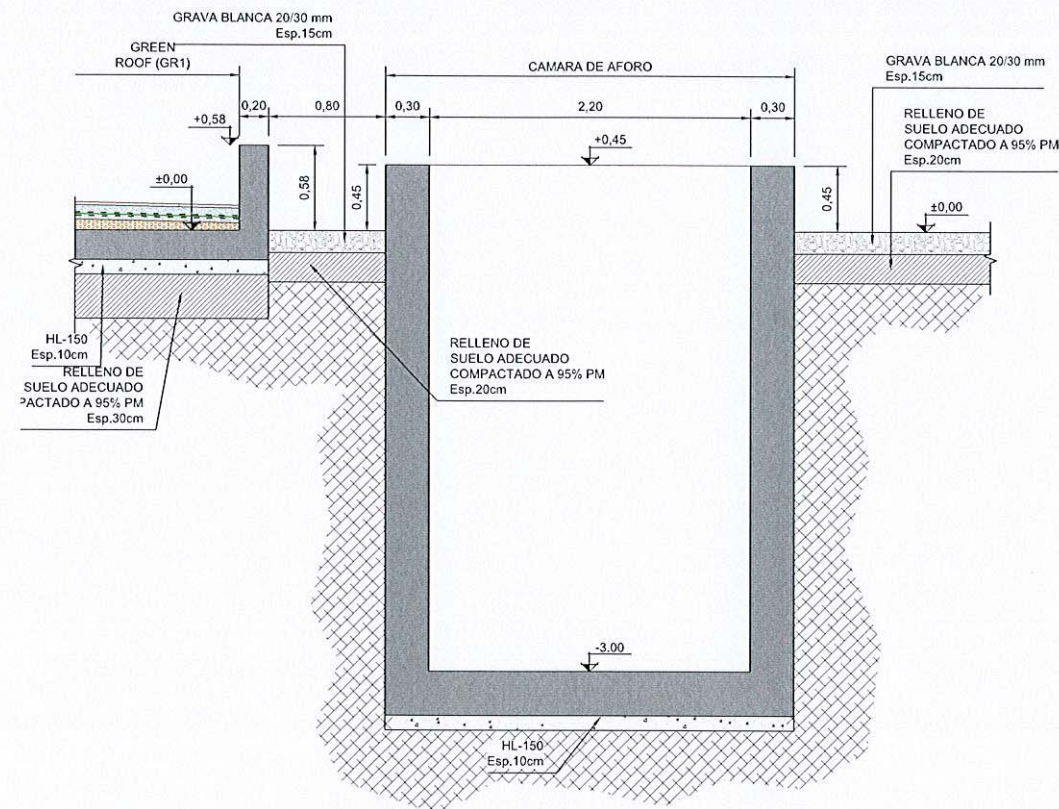 GRAVA BLANCA 20/30 mm
Esp.15cm
GREEN
ROOF (GR1)
CAMARA DE AFORO
GRAVA BLANCA 20/30 mm
Esp.15cm
0,20
0,80
0,30
2,20
0,30
RELLENO DE
SUELO ADECUADO
COMPACTADO A 95% PM
Esp.20cm
+0,58
+0,45
±0,00
0,58
0,45
0,45
±0,00
RELLENO DE
SUELO ADECUADO
COMPACTADO A 95% PM
Esp.20cm
HL-150
Esp.10cm
RELLENO DE
SUELO ADECUADO
PACTADO A 95% PM
Esp.30cm
-3.00
HL-150
Esp.10cm